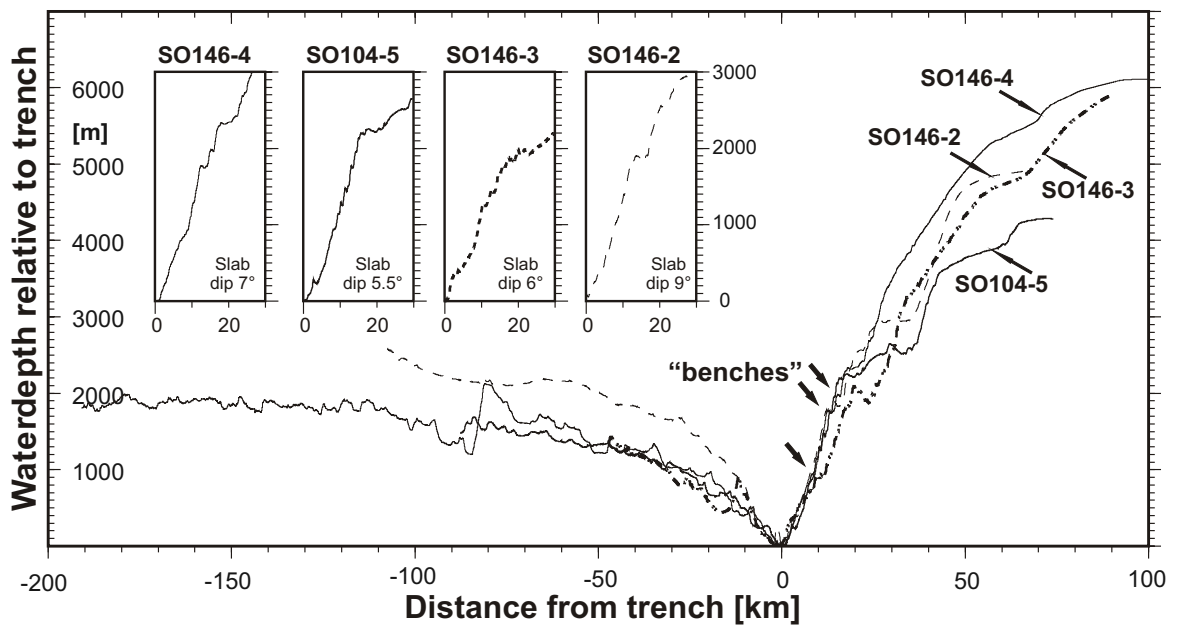 SO146-4 SO104-5 SO146-3 SO146-2
6000
[m]
5000
4000
3000
2000
1000
Waterdepth relative to trench
3000
2000
1000
0
Slab
dip 7°
Slab
dip 5.5°
Slab
dip 6°
Slab
dip 9°
0 20
0 20
0 20
0 20
SO146-4
SO146-2
SO146-3
SO104-5
“benches”
-200 -150 -100 -50 0 50 100
Distance from trench [km]